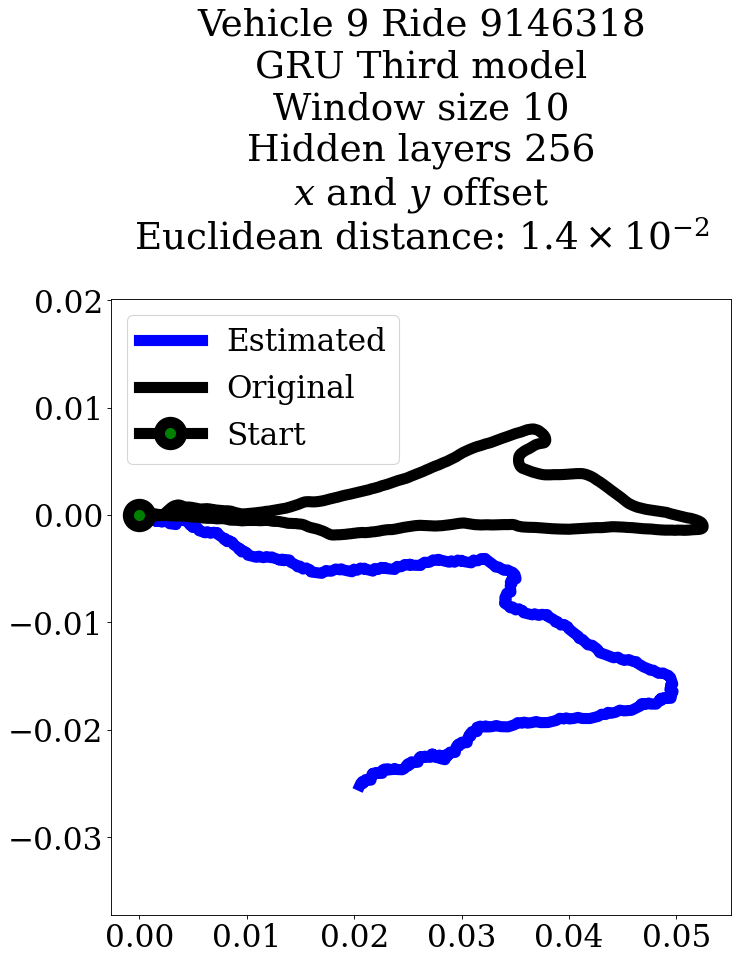 Vehicle 9 Ride 9146318
GRU Third model
Window size 10
Hidden layers 256
x and y offset
Euclidean distance: 1.4 × 10⁻²
0.02
0.01
0.00
−0.01
−0.02
−0.03
Estimated
Original
Start
0.00 0.01 0.02 0.03 0.04 0.05